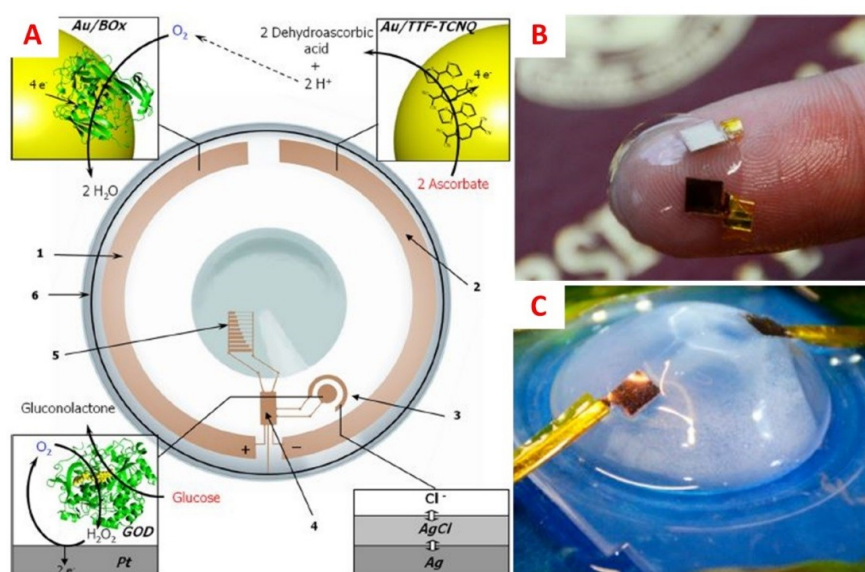 A
Au/BOx
O₂
4 e⁻
2 H₂O
2 Dehydroascorbic
acid
+
2 H⁺
Au/TTF-TCNQ
4 e⁻
2 Ascorbate
1
6
2
5
3
4
+
−
Gluconolactone
O₂
Glucose
H₂O₂
GOD
2 e⁻
Pt
Cl⁻
AgCl
Ag
B
C